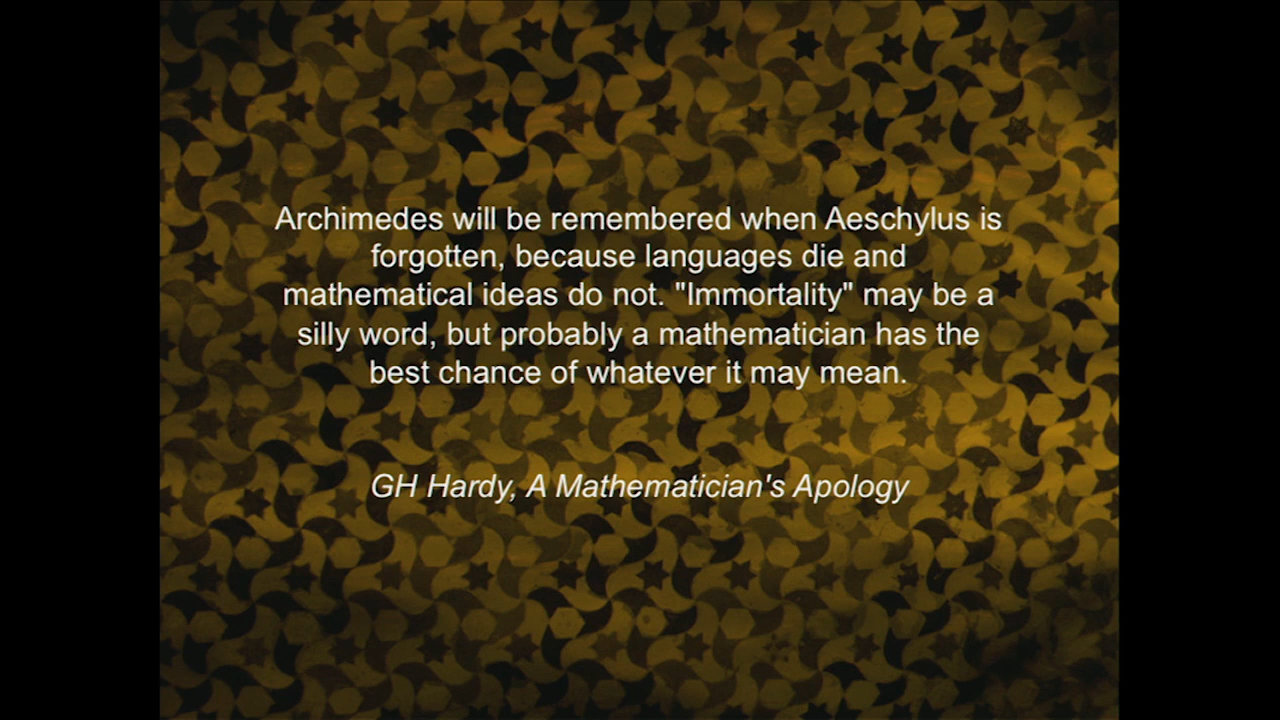 Archimedes will be remembered when Aeschylus is
forgotten, because languages die and
mathematical ideas do not. "Immortality" may be a
silly word, but probably a mathematician has the
best chance of whatever it may mean.
GH Hardy, A Mathematician's Apology